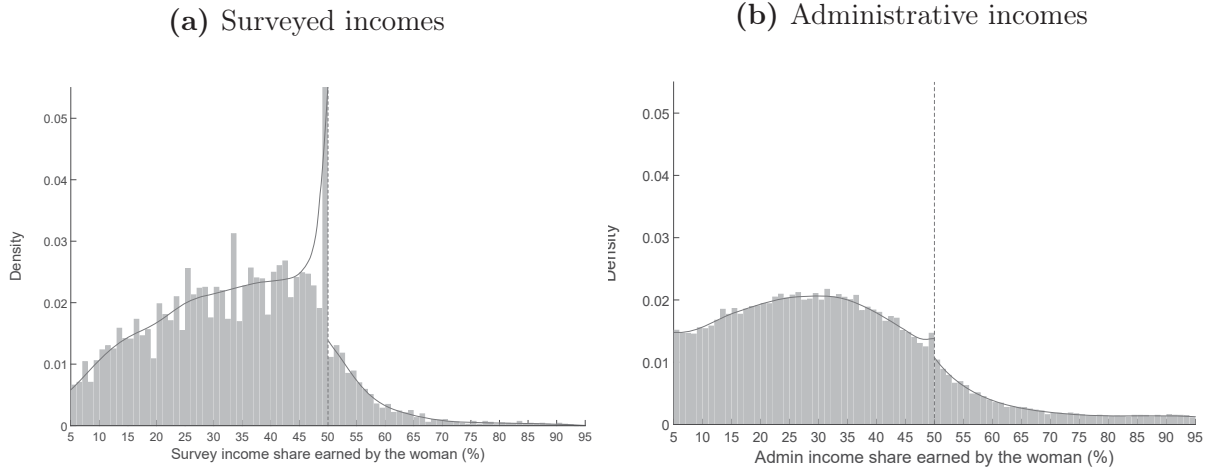 (a) Surveyed incomes
(b) Administrative incomes
0.05
0.04
0.03
0.02
0.01
0
Density
5 10 15 20 25 30 35 40 45 50 55 60 65 70 75 80 85 90 95
Survey income share earned by the woman (%)
0.05
0.04
0.03
0.02
0.01
0
Density
5 10 15 20 25 30 35 40 45 50 55 60 65 70 75 80 85 90 95
Admin income share earned by the woman (%)